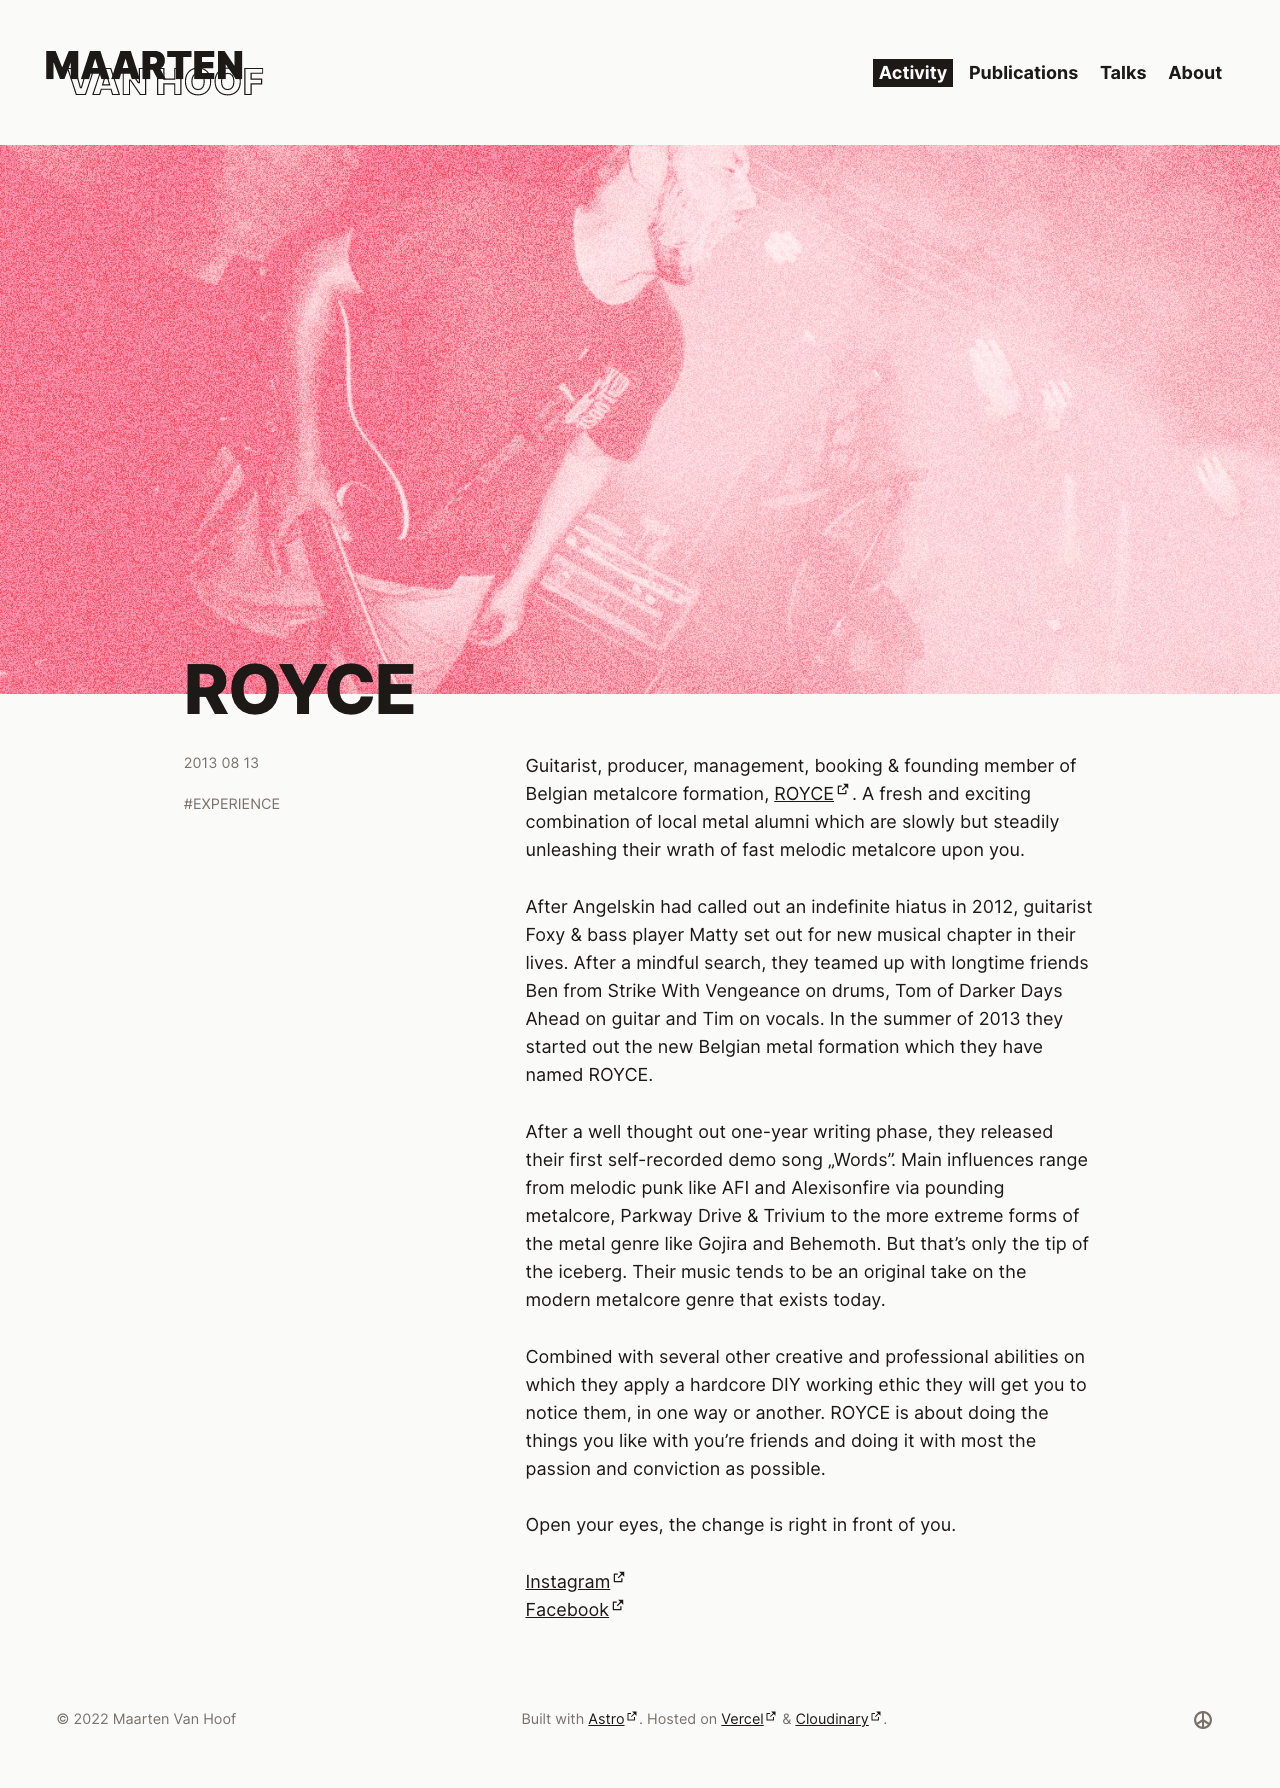 MAARTEN
VAN HOOF
Activity Publications Talks About
ROYCE
2013 08 13
#EXPERIENCE
Guitarist, producer, management, booking & founding member of
Belgian metalcore formation, ROYCE. A fresh and exciting
combination of local metal alumni which are slowly but steadily
unleashing their wrath of fast melodic metalcore upon you.
After Angelskin had called out an indefinite hiatus in 2012, guitarist
Foxy & bass player Matty set out for new musical chapter in their
lives. After a mindful search, they teamed up with longtime friends
Ben from Strike With Vengeance on drums, Tom of Darker Days
Ahead on guitar and Tim on vocals. In the summer of 2013 they
started out the new Belgian metal formation which they have
named ROYCE.
After a well thought out one-year writing phase, they released
their first self-recorded demo song „Words”. Main influences range
from melodic punk like AFI and Alexisonfire via pounding
metalcore, Parkway Drive & Trivium to the more extreme forms of
the metal genre like Gojira and Behemoth. But that’s only the tip of
the iceberg. Their music tends to be an original take on the
modern metalcore genre that exists today.
Combined with several other creative and professional abilities on
which they apply a hardcore DIY working ethic they will get you to
notice them, in one way or another. ROYCE is about doing the
things you like with you’re friends and doing it with most the
passion and conviction as possible.
Open your eyes, the change is right in front of you.
Instagram
Facebook
© 2022 Maarten Van Hoof
Built with Astro. Hosted on Vercel & Cloudinary.